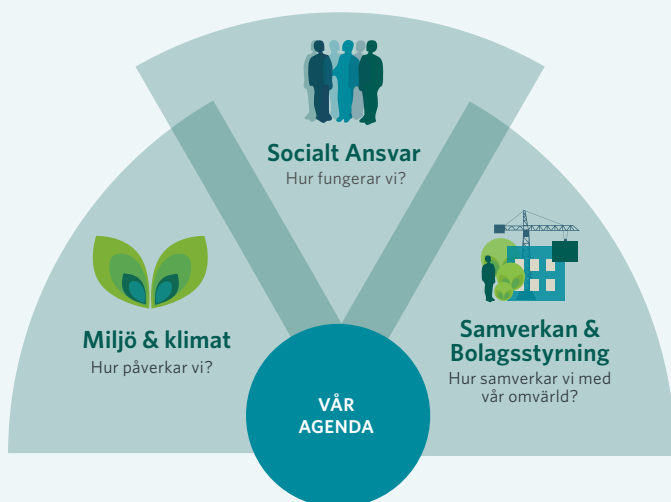 Socialt Ansvar
Hur fungerar vi?
Miljö & klimat
Hur påverkar vi?
Samverkan &
Bolagsstyrning
Hur samverkar vi med
vår omvärld?
VÅR
AGENDA